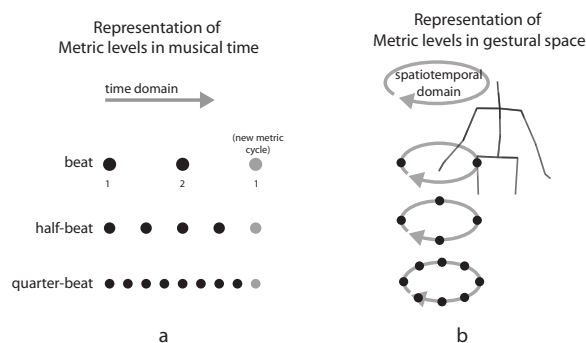 Representation of
Metric levels in musical time
time domain
(new metric
cycle)
beat
1 2 1
half-beat
quarter-beat
a
Representation of
Metric levels in gestural space
spatiotemporal
domain
b